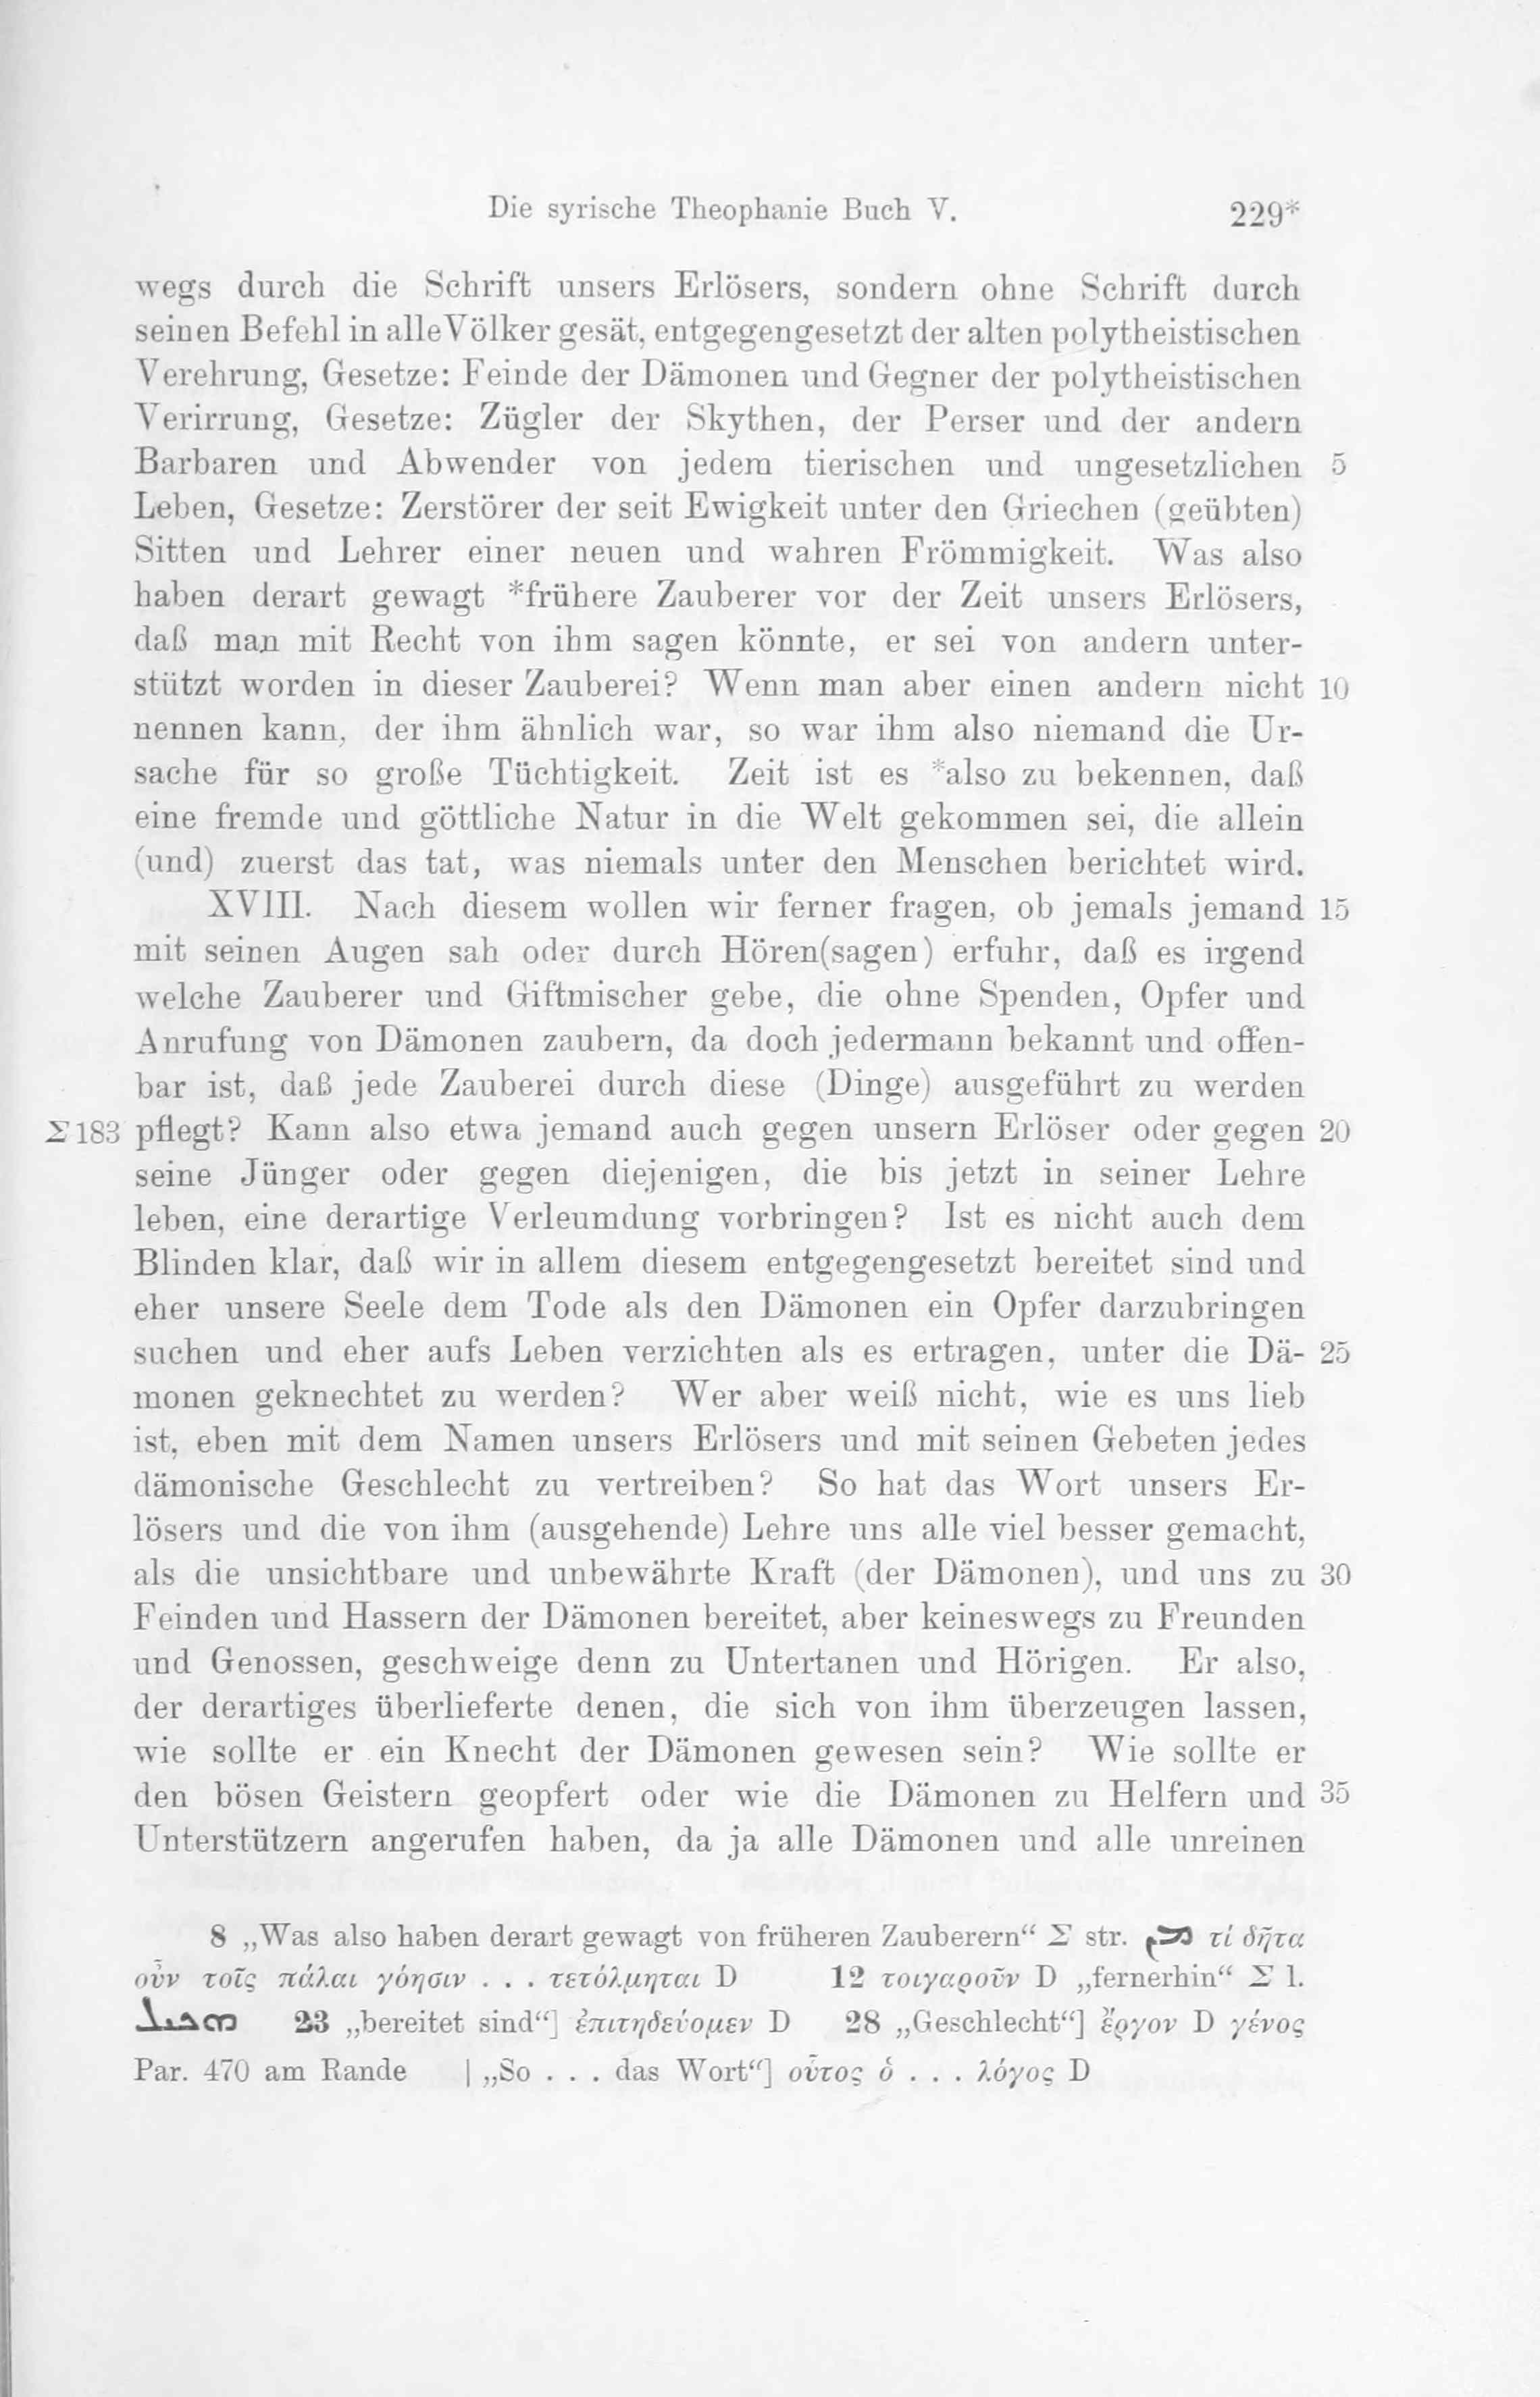 Die syrische Theophanie Buch V. 229*
wegs durch die Schrift unsers Erlösers, sondern ohne Schrift durch
seinen Befehl in alle Völker gesät, entgegengesetzt der alten polytheistischen
Verehrung, Gesetze: Feinde der Dämonen und Gegner der polytheistischen
Verirrung, Gesetze: Zügler der Skythen, der Perser und der andern
Barbaren und Abwender von jedem tierischen und ungesetzlichen 5
Leben, Gesetze: Zerstörer der seit Ewigkeit unter den Griechen (geübten)
Sitten und Lehrer einer neuen und wahren Frömmigkeit. Was also
haben derart gewagt *frühere Zauberer vor der Zeit unsers Erlösers,
daß man mit Recht von ihm sagen könnte, er sei von andern unter-
stützt worden in dieser Zauberei? Wenn man aber einen andern nicht 10
nennen kann, der ihm ähnlich war, so war ihm also niemand die Ur-
sache für so große Tüchtigkeit. Zeit ist es *also zu bekennen, daß
eine fremde und göttliche Natur in die Welt gekommen sei, die allein
(und) zuerst das tat, was niemals unter den Menschen berichtet wird.
XVIII. Nach diesem wollen wir ferner fragen, ob jemals jemand 15
mit seinen Augen sah oder durch Hören(sagen) erfuhr, daß es irgend
welche Zauberer und Giftmischer gebe, die ohne Spenden, Opfer und
Anrufung von Dämonen zaubern, da doch jedermann bekannt und offen-
bar ist, daß jede Zauberei durch diese (Dinge) ausgeführt zu werden
Σ 183 pflegt? Kann also etwa jemand auch gegen unsern Erlöser oder gegen 20
seine Jünger oder gegen diejenigen, die bis jetzt in seiner Lehre
leben, eine derartige Verleumdung vorbringen? Ist es nicht auch dem
Blinden klar, daß wir in allem diesem entgegengesetzt bereitet sind und
eher unsere Seele dem Tode als den Dämonen ein Opfer darzubringen
suchen und eher aufs Leben verzichten als es ertragen, unter die Dä- 25
monen geknechtet zu werden? Wer aber weiß nicht, wie es uns lieb
ist, eben mit dem Namen unsers Erlösers und mit seinen Gebeten jedes
dämonische Geschlecht zu vertreiben? So hat das Wort unsers Er-
lösers und die von ihm (ausgehende) Lehre uns alle viel besser gemacht,
als die unsichtbare und unbewährte Kraft (der Dämonen), und uns zu 30
Feinden und Hassern der Dämonen bereitet, aber keineswegs zu Freunden
und Genossen, geschweige denn zu Untertanen und Hörigen. Er also,
der derartiges überlieferte denen, die sich von ihm überzeugen lassen,
wie sollte er ein Knecht der Dämonen gewesen sein? Wie sollte er
den bösen Geistern geopfert oder wie die Dämonen zu Helfern und 35
Unterstützern angerufen haben, da ja alle Dämonen und alle unreinen
8 „Was also haben derart gewagt von früheren Zauberern“ Σ str. ܡܢ τί δῆτα
οὖν τοῖς πάλαι γόησιν . . . τετόλμηται D 12 τοιγαροῦν D „fernerhin“ Σ l.
ܗܟܝܠ 23 „bereitet sind“] ἐπιτηδεύομεν D 28 „Geschlecht“] ἔργον D γένος
Par. 470 am Rande | „So . . . das Wort“] οὗτος ὁ . . . λόγος D